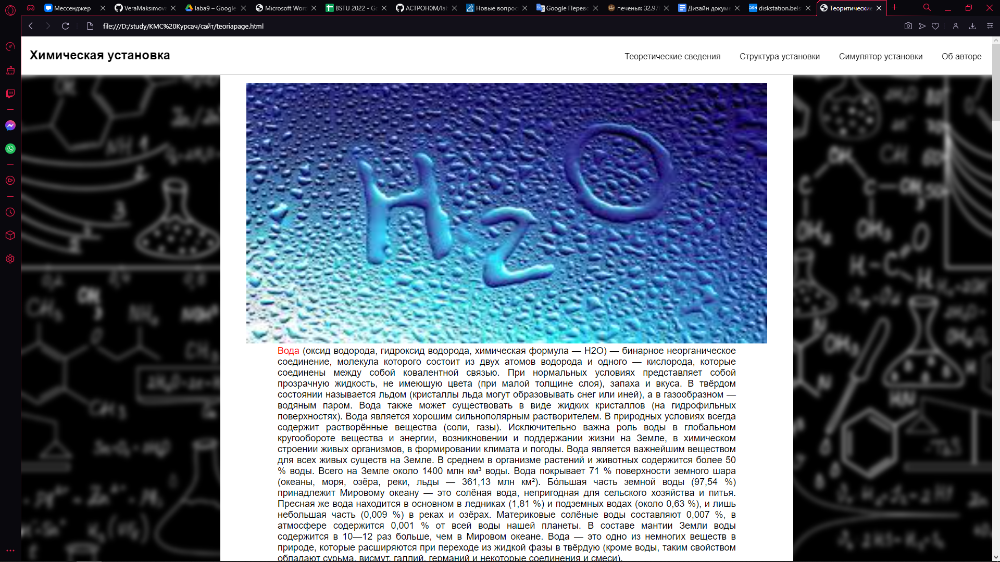 Мессенджер
VeraMaksimov
laba9 – Google
Microsoft Word
BSTU 2022 - Go
ACTPOH0M/la
Новые вопрос
Google Перев
печенья: 32.97
Дизайн докум
diskstation.bels
Теоритические
file:///D:/study/КМС%20Курсач/сайт/teoriapage.html
Химическая установка
Теоретические сведения
Структура установки
Симулятор установки
Об авторе
H2O
Вода (оксид водорода, гидроксид водорода, химическая формула — H2O) — бинарное неорганическое
соединение, молекула которого состоит из двух атомов водорода и одного — кислорода, которые
соединены между собой ковалентной связью. При нормальных условиях представляет собой
прозрачную жидкость, не имеющую цвета (при малой толщине слоя), запаха и вкуса. В твёрдом
состоянии называется льдом (кристаллы льда могут образовывать снег или иней), а в газообразном —
водяным паром. Вода также может существовать в виде жидких кристаллов (на гидрофильных
поверхностях). Вода является хорошим сильнополярным растворителем. В природных условиях всегда
содержит растворённые вещества (соли, газы). Исключительно важна роль воды в глобальном
кругообороте вещества и энергии, возникновении и поддержании жизни на Земле, в химическом
строении живых организмов, в формировании климата и погоды. Вода является важнейшим веществом
для всех живых существ на Земле. В среднем в организме растений и животных содержится более 50
% воды. Всего на Земле около 1400 млн км³ воды. Вода покрывает 71 % поверхности земного шара
(океаны, моря, озёра, реки, льды — 361,13 млн км²). Бо́льшая часть земной воды (97,54 %)
принадлежит Мировому океану — это солёная вода, непригодная для сельского хозяйства и питья.
Пресная же вода находится в основном в ледниках (1,81 %) и подземных водах (около 0,63 %), и лишь
небольшая часть (0,009 %) в реках и озёрах. Материковые солёные воды составляют 0,007 %, в
атмосфере содержится 0,001 % от всей воды нашей планеты. В составе мантии Земли воды
содержится в 10—12 раз больше, чем в Мировом океане. Вода — это одно из немногих веществ в
природе, которые расширяются при переходе из жидкой фазы в твёрдую (кроме воды, таким свойством
обладают сурьма, висмут, галлий, германий и некоторые соединения и смеси).